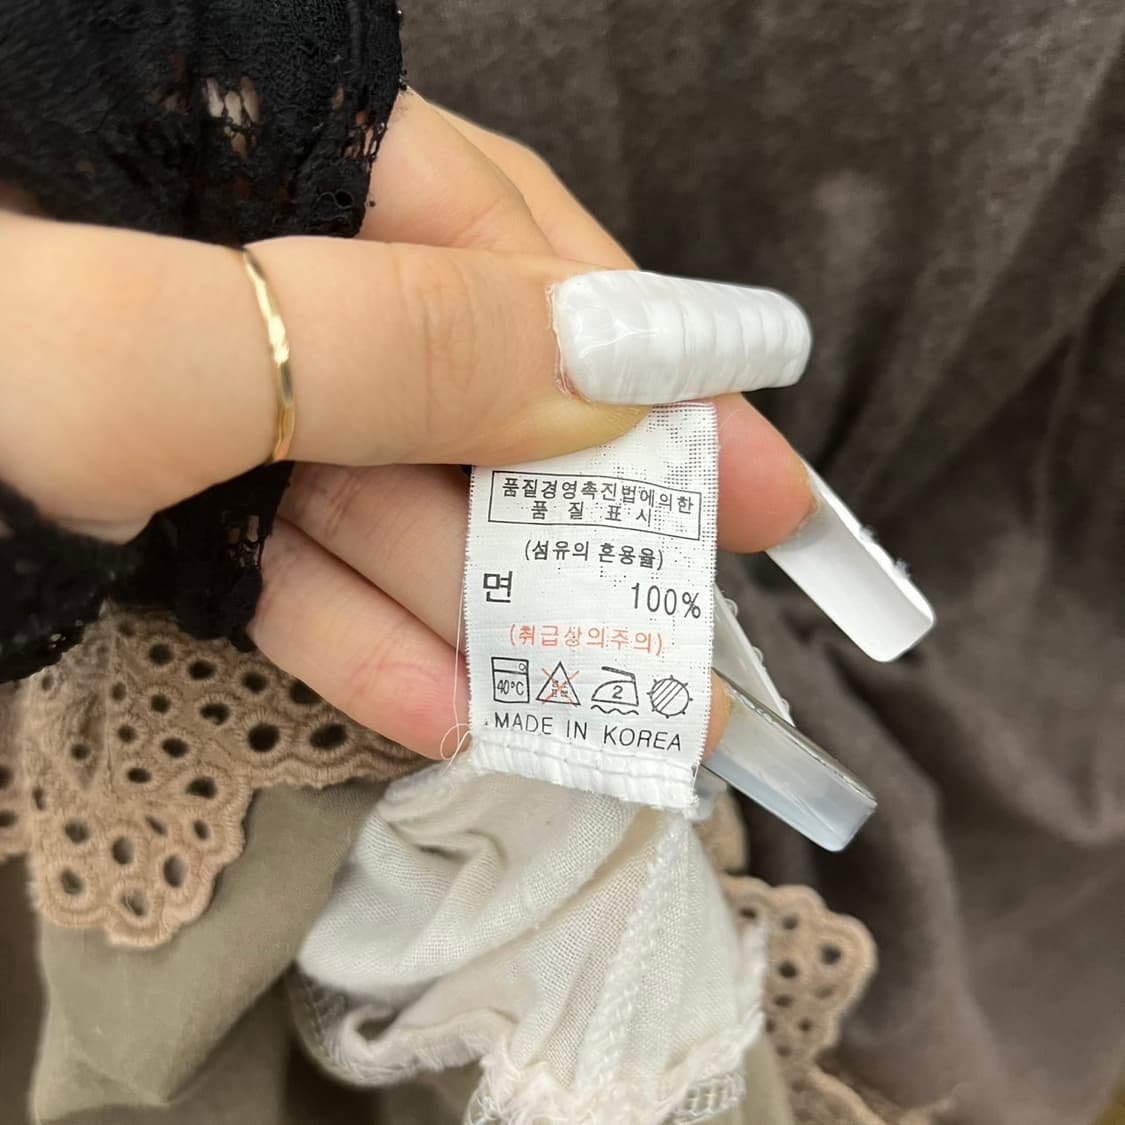 품질경영촉진법에의한
품 질 표 시
(섬유의 혼용율)
면 100%
(취급상의주의)
40°C 2
MADE IN KOREA